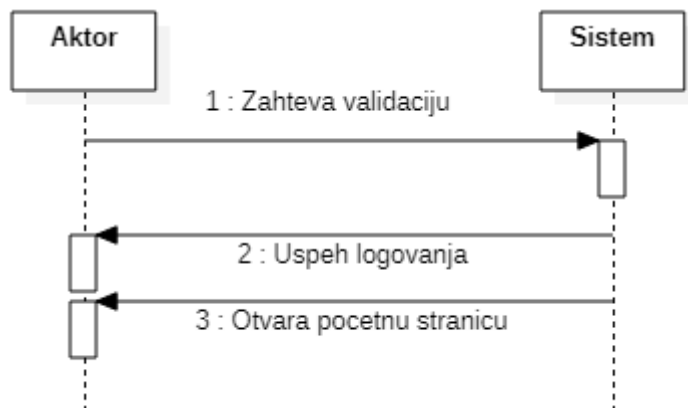 Aktor
Sistem
1 : Zahteva validaciju
2 : Uspeh logovanja
3 : Otvara pocetnu stranicu